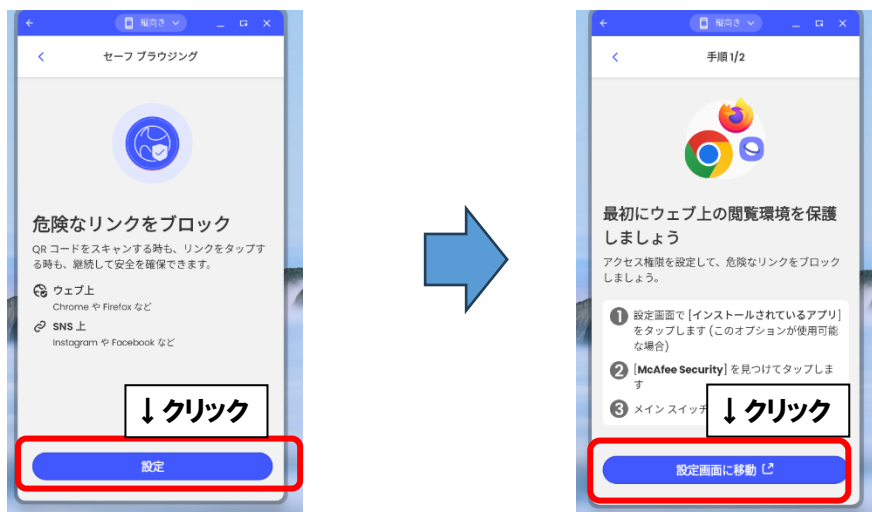 縦向き
セーフ ブラウジング
危険なリンクをブロック
QR コードをスキャンする時も、リンクをタップす
る時も、継続して安全を確保できます。
ウェブ上
Chrome や Firefox など
SNS 上
Instagram や Facebook など
↓クリック
設定
縦向き
手順 1/2
最初にウェブ上の閲覧環境を保護
しましょう
アクセス権限を設定して、危険なリンクをブロック
しましょう。
1 設定画面で [インストールされているアプリ]
をタップします (このオプションが使用可能
な場合)
2 [McAfee Security] を見つけてタップしま
す
3 メイン スイッチ
↓クリック
設定画面に移動